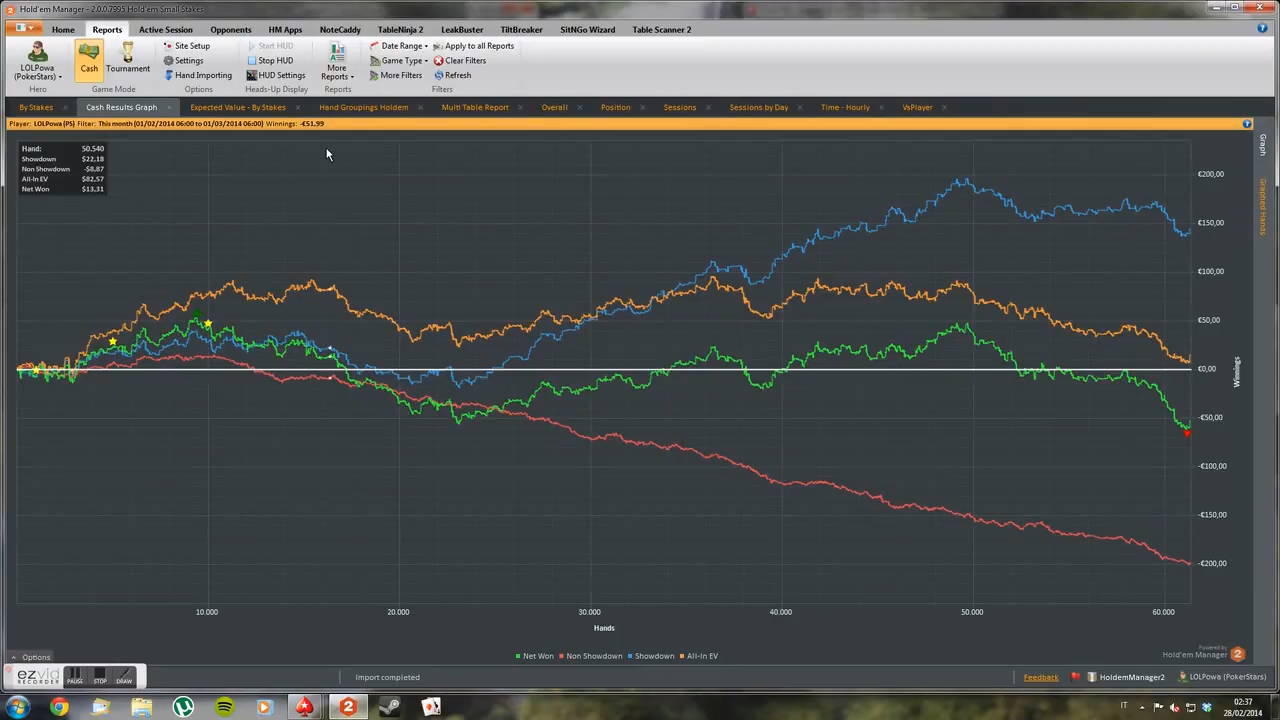 Hold'em Manager - 2.0.0.7995 Hold'em Small Stakes
Home Reports Active Session Opponents HM Apps NoteCaddy TableNinja 2 LeakBuster TiltBreaker SitNGo Wizard Table Scanner 2
LOLPowa
(PokerStars)
Hero
Cash
Tournament
Game Mode
Site Setup
Settings
Hand Importing
Options
Start HUD
Stop HUD
HUD Settings
Heads-Up Display
More
Reports
Reports
Date Range
Game Type
More Filters
Apply to all Reports
Clear Filters
Refresh
Filters
By Stakes Cash Results Graph Expected Value - By Stakes Hand Groupings Holdem Multi Table Report Overall Position Sessions Sessions by Day Time - Hourly VsPlayer
Player: LOLPowa (PS) Filter: This month (01/02/2014 06:00 to 01/03/2014 06:00) Winnings: -€51.99
Hand: 50.540
Showdown $22,18
Non Showdown -$8,87
All-In EV $82,57
Net Won $13,31
€200,00
€150,00
€100,00
€50,00
€0,00
-€50,00
-€100,00
-€150,00
-€200,00
Winnings
Graph
Graphed Hands
10.000 20.000 30.000 40.000 50.000 60.000
Hands
Net Won Non Showdown Showdown All-In EV
Powered by
Hold'em Manager 2
Options
ezvid
RECORDER
PAUSE STOP DRAW
Import completed
Feedback HoldemManager2 LOLPowa (PokerStars)
IT
02:37
28/02/2014